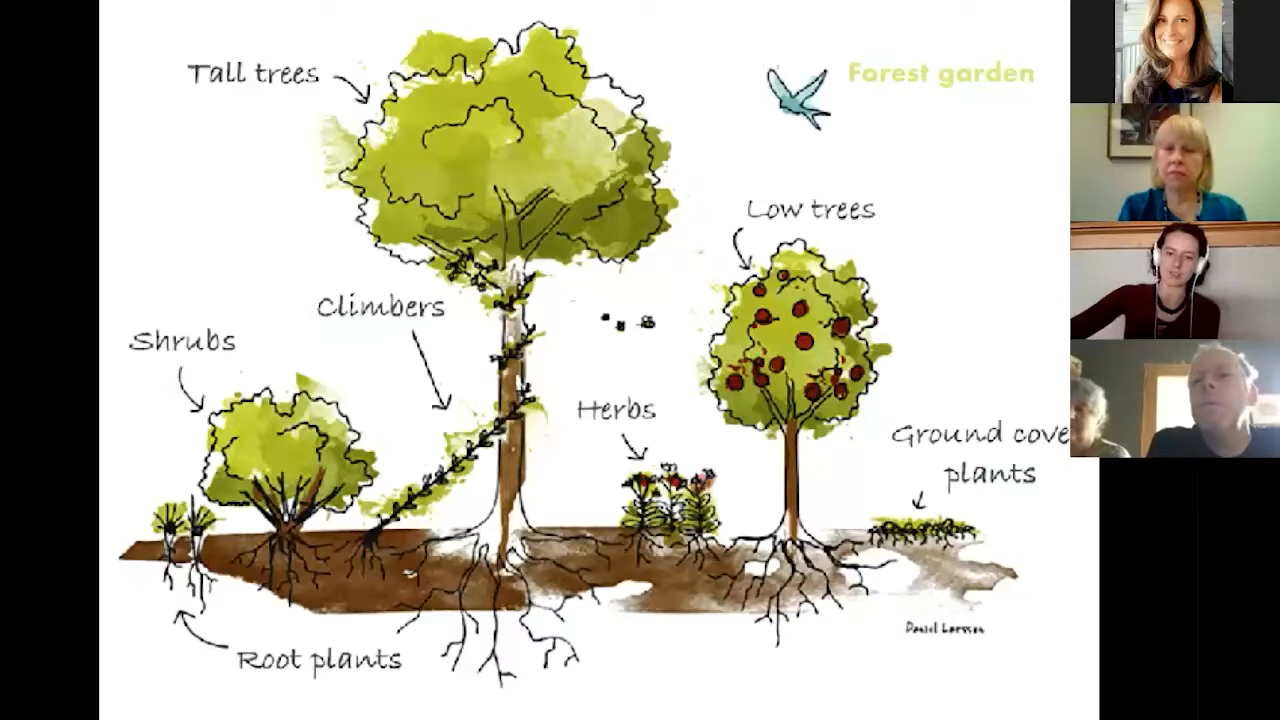 Tall trees
Forest garden
Low trees
Climbers
Shrubs
Herbs
Ground cove
plants
Daniel Larsson
Root plants